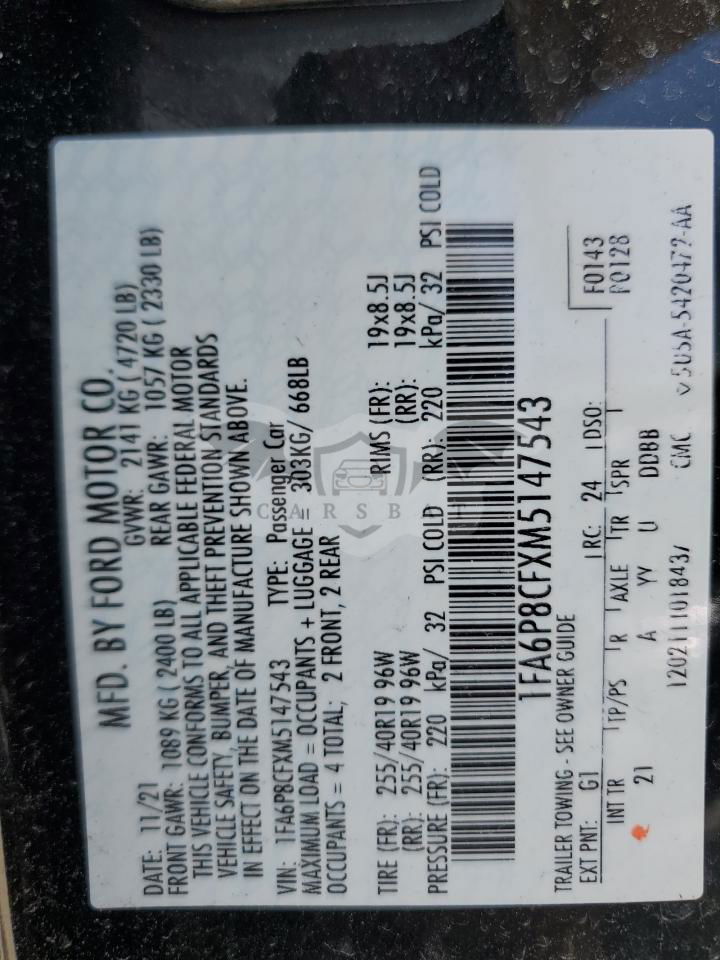 MFD. BY FORD MOTOR CO.
DATE: 11/21 GVWR: 2141 KG ( 4720 LB)
FRONT GAWR: 1089 KG ( 2400 LB) REAR GAWR: 1057 KG ( 2330 LB)
THIS VEHICLE CONFORMS TO ALL APPLICABLE FEDERAL MOTOR
VEHICLE SAFETY, BUMPER, AND THEFT PREVENTION STANDARDS
IN EFFECT ON THE DATE OF MANUFACTURE SHOWN ABOVE.
VIN: 1FA6P8CFXM5147543 TYPE: Passenger Car
MAXIMUM LOAD = OCCUPANTS + LUGGAGE = 303KG/ 668LB
OCCUPANTS = 4 TOTAL; 2 FRONT, 2 REAR
CARSBIT
TIRE (FR): 255/40R19 96W RIMS (FR): 19x8.5J
(RR): 255/40R19 96W (RR): 19x8.5J
PRESSURE (FR): 220 kPa/ 32 PSI COLD (RR): 220 kPa/ 32 PSI COLD
1FA6P8CFXM5147543
TRAILER TOWING - SEE OWNER GUIDE
EXT PNT: G1 RC: 24 DSO: F0143
F0128
INT TR TP/PS R AXLE TR SPR
21 A YV U DDBB
CMC